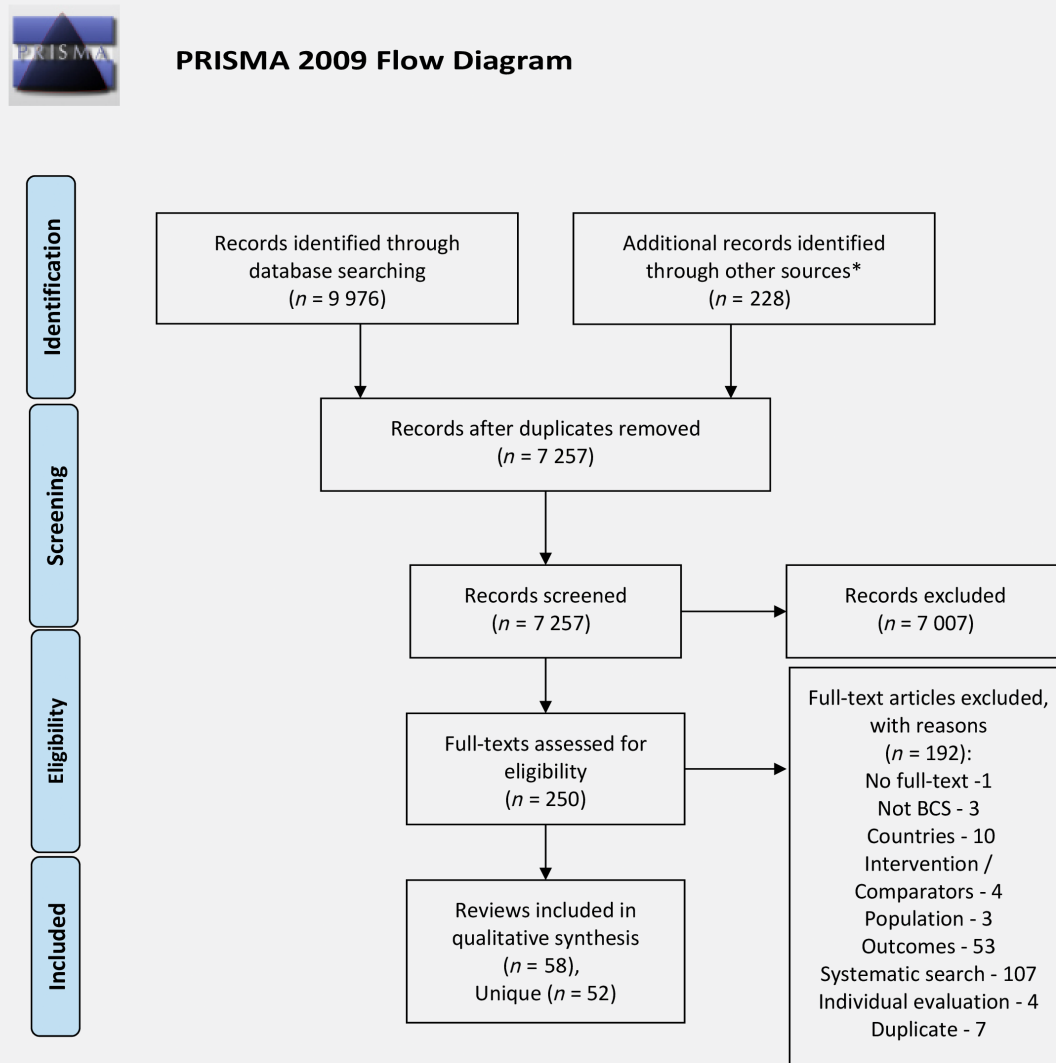 PRISMA
PRISMA 2009 Flow Diagram
Identification
Records identified through
database searching
(n = 9 976)
Additional records identified
through other sources*
(n = 228)
Screening
Records after duplicates removed
(n = 7 257)
Records screened
(n = 7 257)
Records excluded
(n = 7 007)
Eligibility
Full-texts assessed for
eligibility
(n = 250)
Full-text articles excluded,
with reasons
(n = 192):
No full-text -1
Not BCS - 3
Countries - 10
Intervention /
Comparators - 4
Population - 3
Outcomes - 53
Systematic search - 107
Individual evaluation - 4
Duplicate - 7
Included
Reviews included in
qualitative synthesis
(n = 58),
Unique (n = 52)